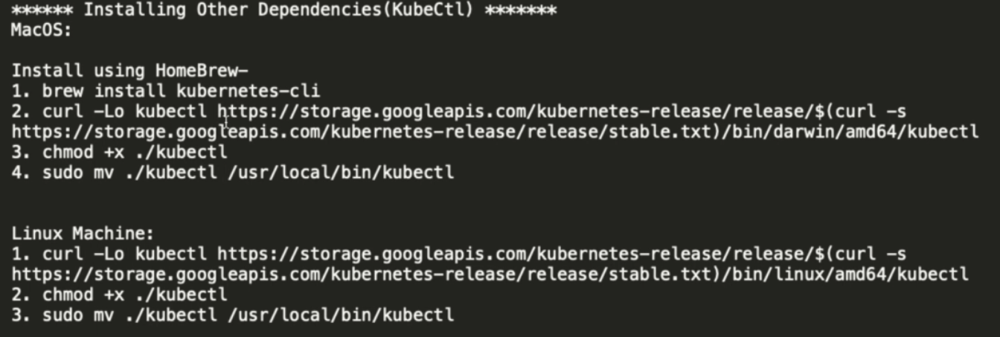 ****** Installing Other Dependencies(KubeCtl) *******
MacOS:
Install using HomeBrew-
1. brew install kubernetes-cli
2. curl -Lo kubectl https://storage.googleapis.com/kubernetes-release/release/$(curl -s
https://storage.googleapis.com/kubernetes-release/release/stable.txt)/bin/darwin/amd64/kubectl
3. chmod +x ./kubectl
4. sudo mv ./kubectl /usr/local/bin/kubectl
Linux Machine:
1. curl -Lo kubectl https://storage.googleapis.com/kubernetes-release/release/$(curl -s
https://storage.googleapis.com/kubernetes-release/release/stable.txt)/bin/linux/amd64/kubectl
2. chmod +x ./kubectl
3. sudo mv ./kubectl /usr/local/bin/kubectl